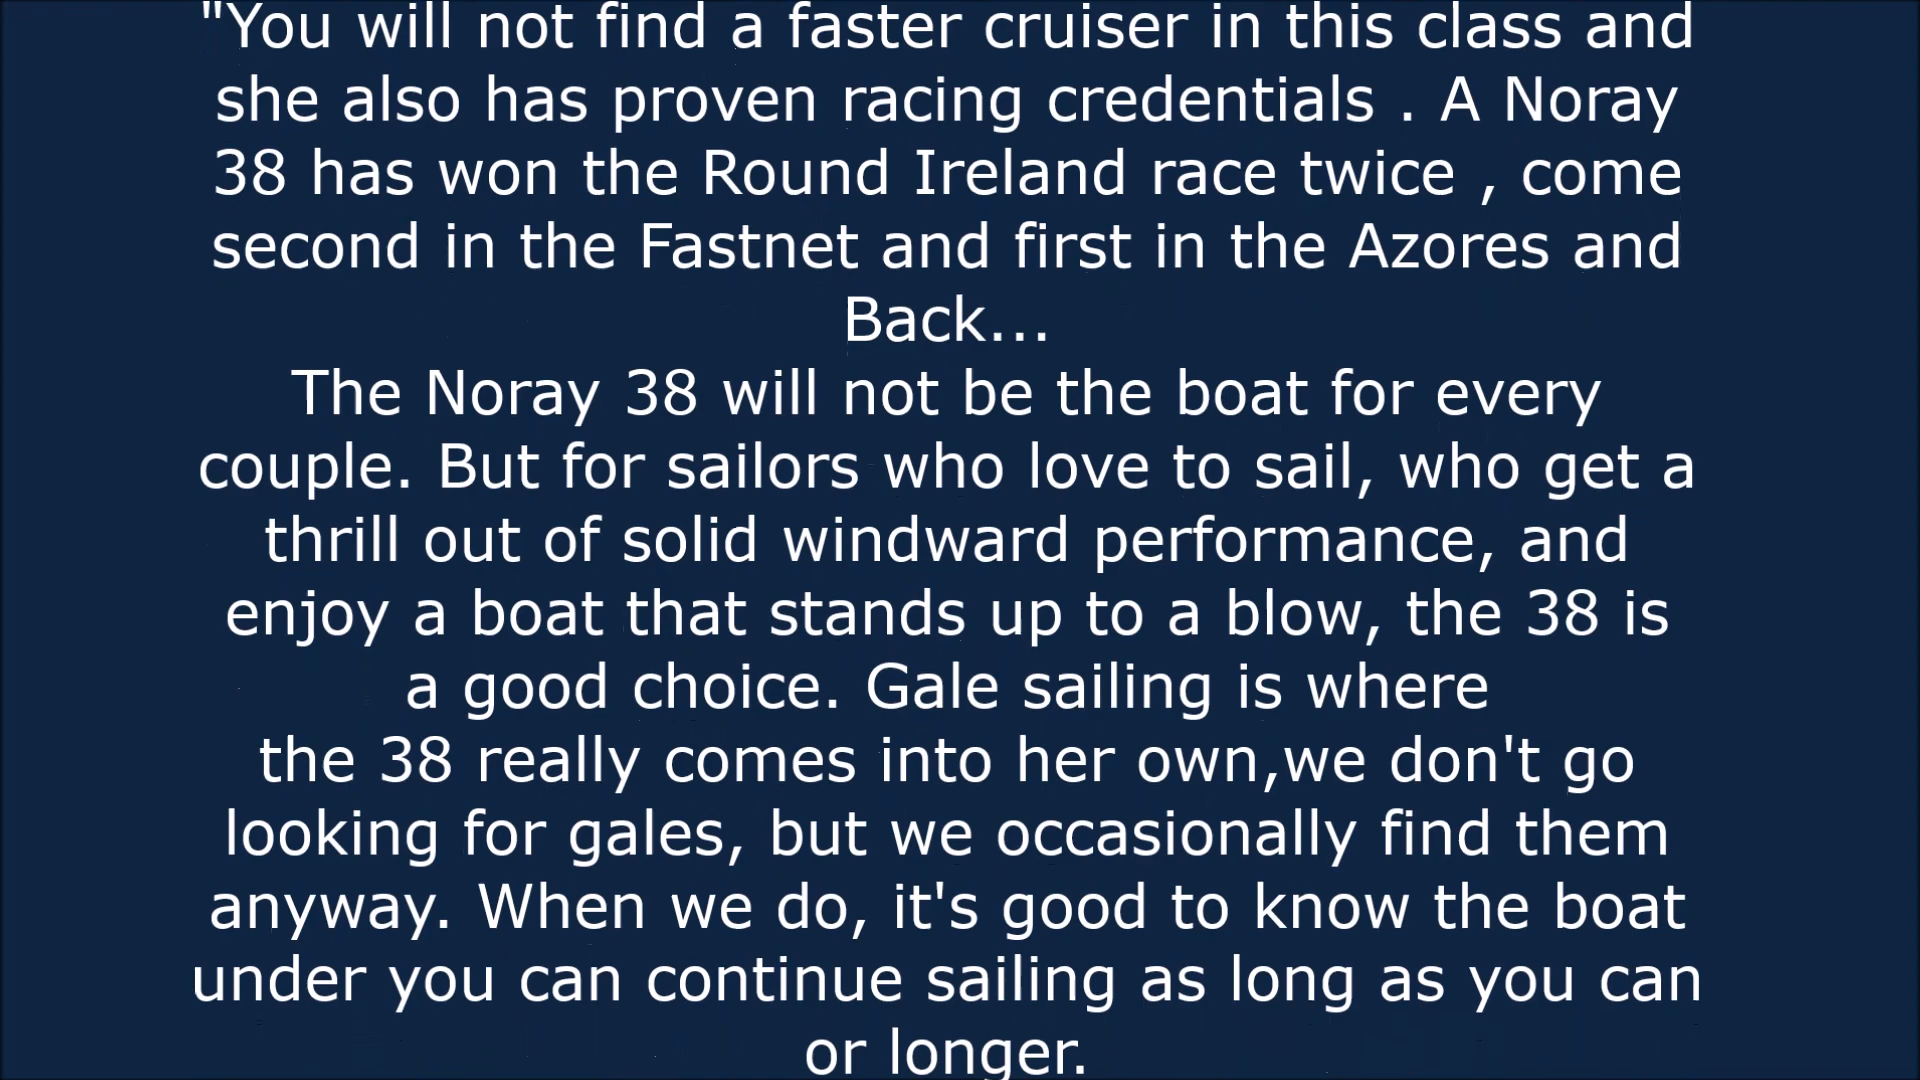 "You will not find a faster cruiser in this class and
she also has proven racing credentials . A Noray
38 has won the Round Ireland race twice , come
second in the Fastnet and first in the Azores and
Back...
The Noray 38 will not be the boat for every
couple. But for sailors who love to sail, who get a
thrill out of solid windward performance, and
enjoy a boat that stands up to a blow, the 38 is
a good choice. Gale sailing is where
the 38 really comes into her own,we don't go
looking for gales, but we occasionally find them
anyway. When we do, it's good to know the boat
under you can continue sailing as long as you can
or longer.